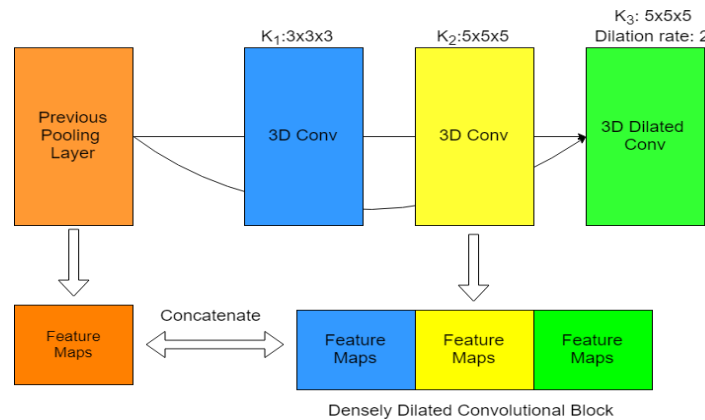 K₁:3x3x3
K₂:5x5x5
K₃: 5x5x5
Dilation rate: 2
Previous
Pooling
Layer
3D Conv
3D Conv
3D Dilated
Conv
Concatenate
Feature
Maps
Feature
Maps
Feature
Maps
Feature
Maps
Densely Dilated Convolutional Block